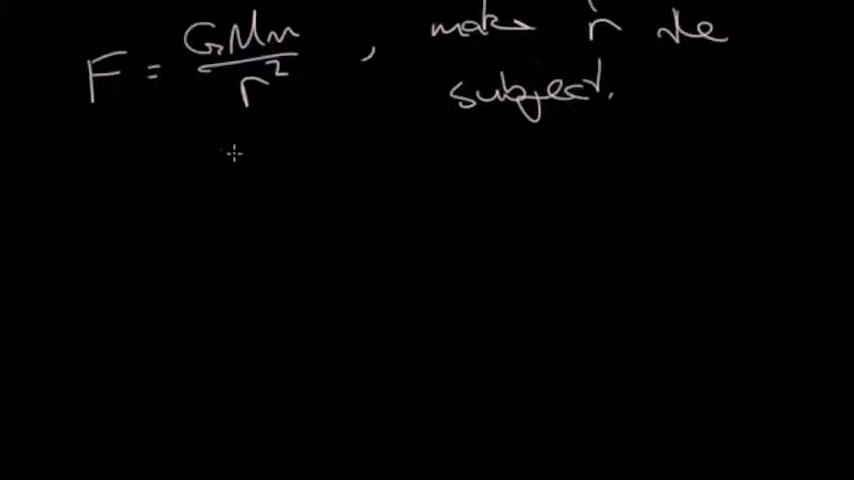 F = GMm / r² , make r the
subject.